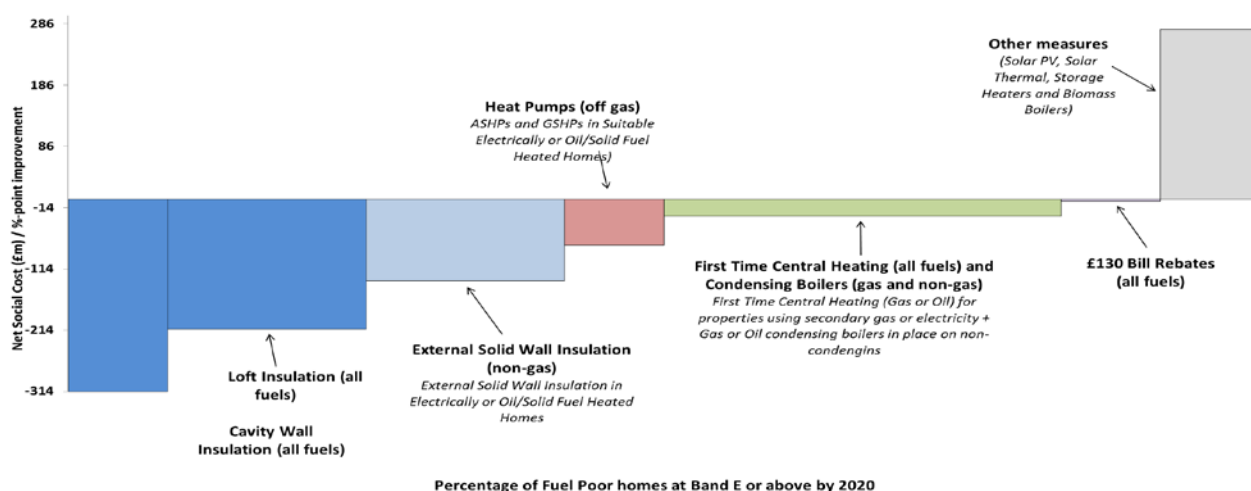 Net Social Cost (£m) / %-point improvement
286
186
86
-14
-114
-214
-314
Other measures
(Solar PV, Solar
Thermal, Storage
Heaters and Biomass
Boilers)
Heat Pumps (off gas)
ASHPs and GSHPs in Suitable
Electrically or Oil/Solid Fuel
Heated Homes)
First Time Central Heating (all fuels) and
Condensing Boilers (gas and non-gas)
First Time Central Heating (Gas or Oil) for
properties using secondary gas or electricity +
Gas or Oil condensing boilers in place on non-
condengins
£130 Bill Rebates
(all fuels)
External Solid Wall Insulation
(non-gas)
External Solid Wall Insulation in
Electrically or Oil/Solid Fuel Heated
Homes
Loft Insulation (all
fuels)
Cavity Wall
Insulation (all fuels)
Percentage of Fuel Poor homes at Band E or above by 2020